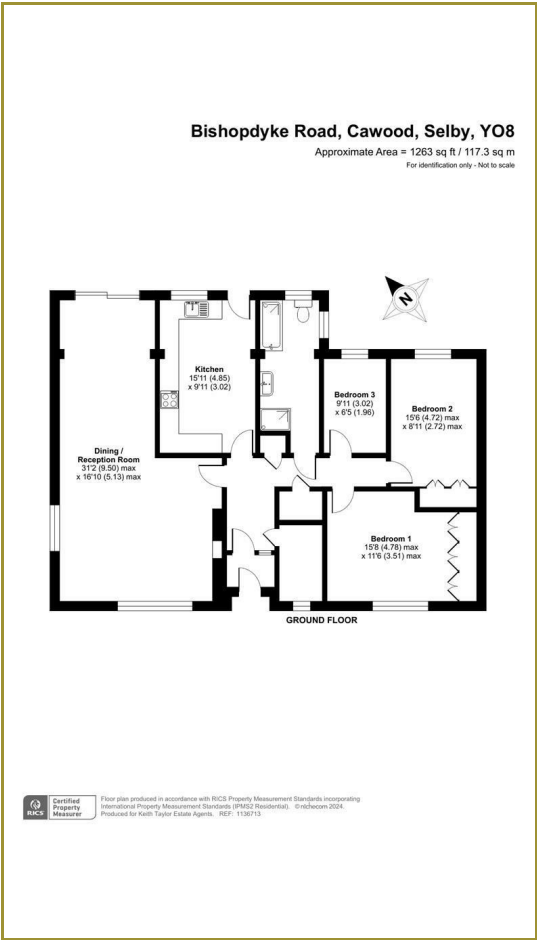 Bishopdyke Road, Cawood, Selby, YO8
Approximate Area = 1263 sq ft / 117.3 sq m
For identification only - Not to scale
N
Kitchen
15'11 (4.85)
x 9'11 (3.02)
Bedroom 3
9'11 (3.02)
x 6'5 (1.96)
Bedroom 2
15'6 (4.72) max
x 8'11 (2.72) max
Dining /
Reception Room
31'2 (9.50) max
x 16'10 (5.13) max
Bedroom 1
15'8 (4.78) max
x 11'6 (3.51) max
GROUND FLOOR
RICS
Certified
Property
Measurer
Floor plan produced in accordance with RICS Property Measurement Standards incorporating
International Property Measurement Standards (IPMS2 Residential). ©nichecom 2024.
Produced for Keith Taylor Estate Agents. REF: 1136713